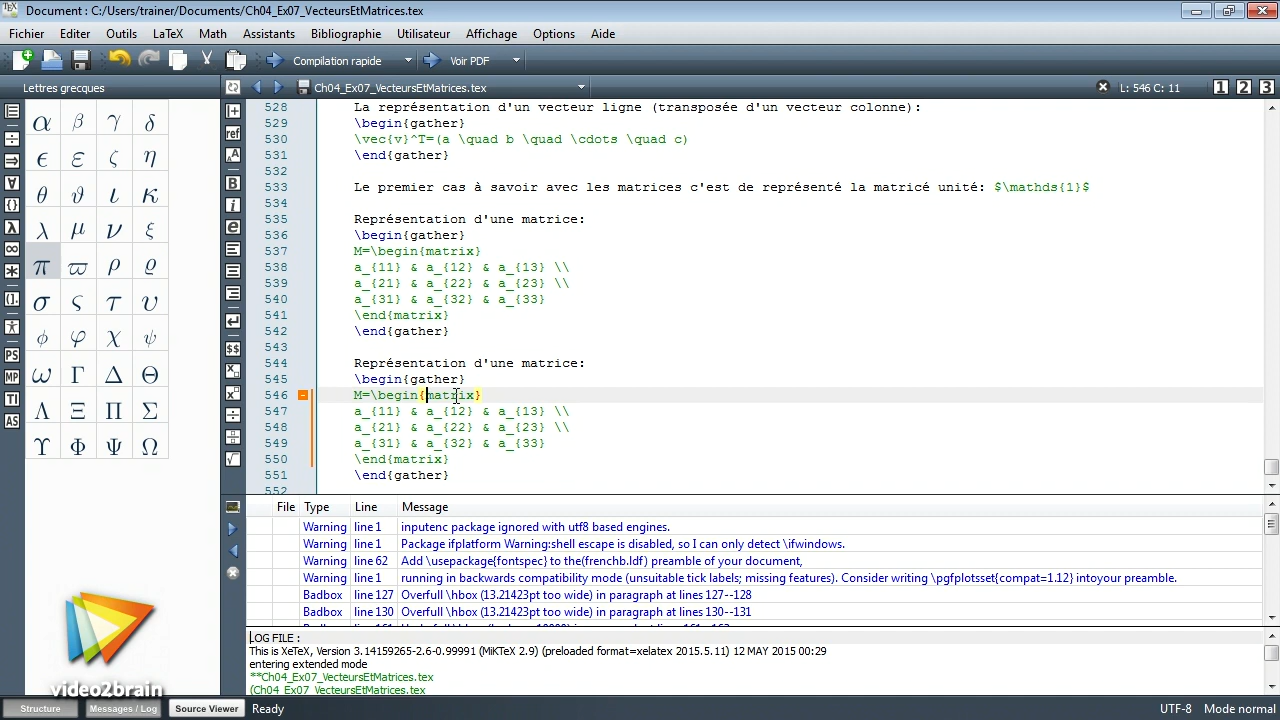 Document : C:/Users/trainer/Documents/Ch04_Ex07_VecteursEtMatrices.tex
Fichier Editer Outils LaTeX Math Assistants Bibliographie Utilisateur Affichage Options Aide
Compilation rapide Voir PDF
Lettres grecques Ch04_Ex07_VecteursEtMatrices.tex L: 546 C: 11 1 2 3
α β γ δ
ϵ ε ζ η
θ ϑ ι κ
λ μ ν ξ
π ϖ ρ ϱ
σ ς τ υ
ϕ φ χ ψ
ω Γ Δ Θ
Λ Ξ Π Σ
ϒ Φ Ψ Ω
PS
MP
TI
AS
ref
528 La représentation d'un vecteur ligne (transposée d'un vecteur colonne):
529 \begin{gather}
530 \vec{v}^T=(a \quad b \quad \cdots \quad c)
531 \end{gather}
532
533 Le premier cas à savoir avec les matrices c'est de représenté la matricé unité: $\mathds{1}$
534
535 Représentation d'une matrice:
536 \begin{gather}
537 M=\begin{matrix}
538 a_{11} & a_{12} & a_{13} \\
539 a_{21} & a_{22} & a_{23} \\
540 a_{31} & a_{32} & a_{33}
541 \end{matrix}
542 \end{gather}
543
544 Représentation d'une matrice:
545 \begin{gather}
546 M=\begin{matrix}
547 a_{11} & a_{12} & a_{13} \\
548 a_{21} & a_{22} & a_{23} \\
549 a_{31} & a_{32} & a_{33}
550 \end{matrix}
551 \end{gather}
552
File Type Line Message
Warning line 1 inputenc package ignored with utf8 based engines.
Warning line 1 Package ifplatform Warning:shell escape is disabled, so I can only detect \ifwindows.
Warning line 62 Add \usepackage{fontspec} to the(frenchb.ldf) preamble of your document,
Warning line 1 running in backwards compatibility mode (unsuitable tick labels; missing features). Consider writing \pgfplotsset{compat=1.12} intoyour preamble.
Badbox line 127 Overfull \hbox (13.21423pt too wide) in paragraph at lines 127--128
Badbox line 130 Overfull \hbox (13.21423pt too wide) in paragraph at lines 130--131
LOG FILE :
This is XeTeX, Version 3.14159265-2.6-0.99991 (MiKTeX 2.9) (preloaded format=xelatex 2015.5.11) 12 MAY 2015 00:29
entering extended mode
**Ch04_Ex07_VecteursEtMatrices.tex
(Ch04_Ex07_VecteursEtMatrices.tex
video2brain
Structure Messages / Log Source Viewer Ready UTF-8 Mode normal